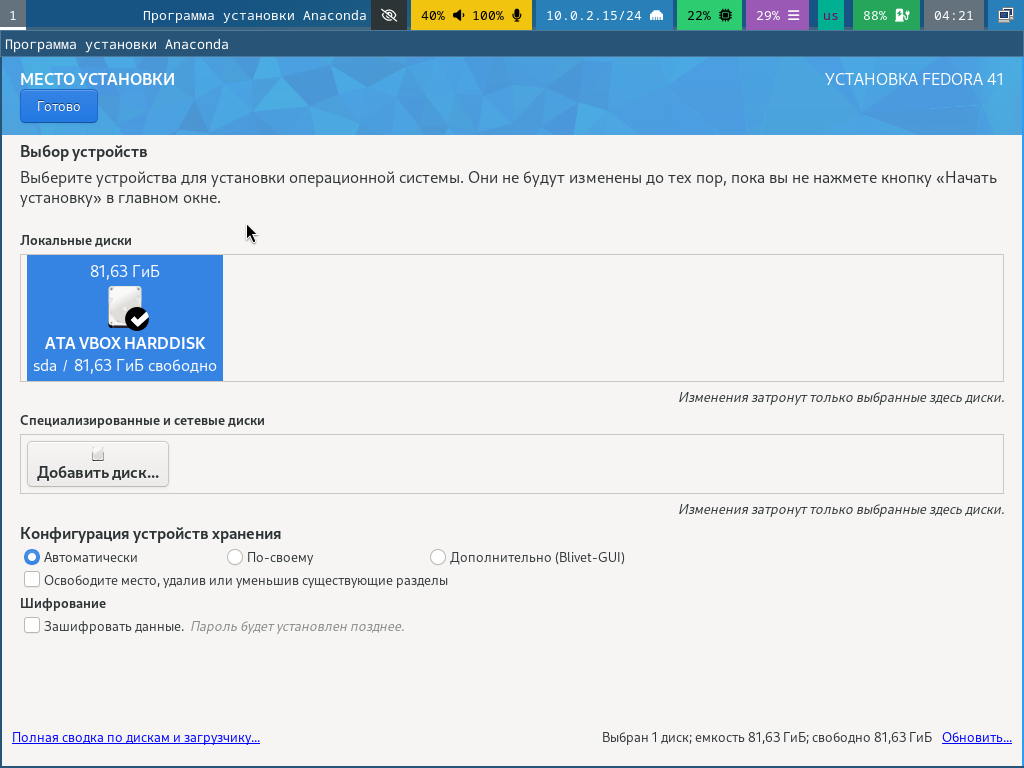 1 Программа установки Anaconda 40% 100% 10.0.2.15/24 22% 29% us 88% 04:21
Программа установки Anaconda
МЕСТО УСТАНОВКИ УСТАНОВКА FEDORA 41
Готово
Выбор устройств
Выберите устройства для установки операционной системы. Они не будут изменены до тех пор, пока вы не нажмете кнопку «Начать
установку» в главном окне.
Локальные диски
81,63 ГиБ
ATA VBOX HARDDISK
sda / 81,63 ГиБ свободно
Изменения затронут только выбранные здесь диски.
Специализированные и сетевые диски
Добавить диск...
Изменения затронут только выбранные здесь диски.
Конфигурация устройств хранения
Автоматически По-своему Дополнительно (Blivet-GUI)
Освободите место, удалив или уменьшив существующие разделы
Шифрование
Зашифровать данные. Пароль будет установлен позднее.
Полная сводка по дискам и загрузчику... Выбран 1 диск; емкость 81,63 ГиБ; свободно 81,63 ГиБ Обновить...